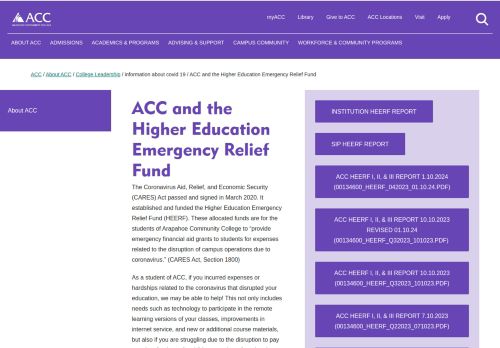 myACC Library Give to ACC ACC Locations Visit Apply
ACC
ABOUT ACC ADMISSIONS ACADEMICS & PROGRAMS ADVISING & SUPPORT CAMPUS COMMUNITY WORKFORCE & COMMUNITY PROGRAMS
ACC / About ACC / College Leadership / information about covid 19 / ACC and the Higher Education Emergency Relief Fund
About ACC
ACC and the
Higher Education
Emergency Relief
Fund
The Coronavirus Aid, Relief, and Economic Security
(CARES) Act passed and signed in March 2020. It
established and funded the Higher Education Emergency
Relief Fund (HEERF). These allocated funds are for the
students of Arapahoe Community College to “provide
emergency financial aid grants to students for expenses
related to the disruption of campus operations due to
coronavirus.” (CARES Act, Section 1800)
As a student of ACC, if you incurred expenses or
hardships related to the coronavirus that disrupted your
education, we may be able to help! This not only includes
needs such as technology to participate in the remote
learning versions of your classes, improvements in
internet service, and new or additional course materials,
but also if you are struggling due to the disruption to pay
INSTITUTION HEERF REPORT
SIP HEERF REPORT
ACC HEERF I, II, & III REPORT 1.10.2024
(00134600_HEERF_042023_01.10.24.PDF)
ACC HEERF I, II, & III REPORT 10.10.2023
REVISED 01.10.24
(00134600_HEERF_Q32023_101023.PDF)
ACC HEERF I, II, & III REPORT 10.10.2023
(00134600_HEERF_Q32023_101023.PDF)
ACC HEERF I, II, & III REPORT 7.10.2023
(00134600_HEERF_Q22023_071023.PDF)